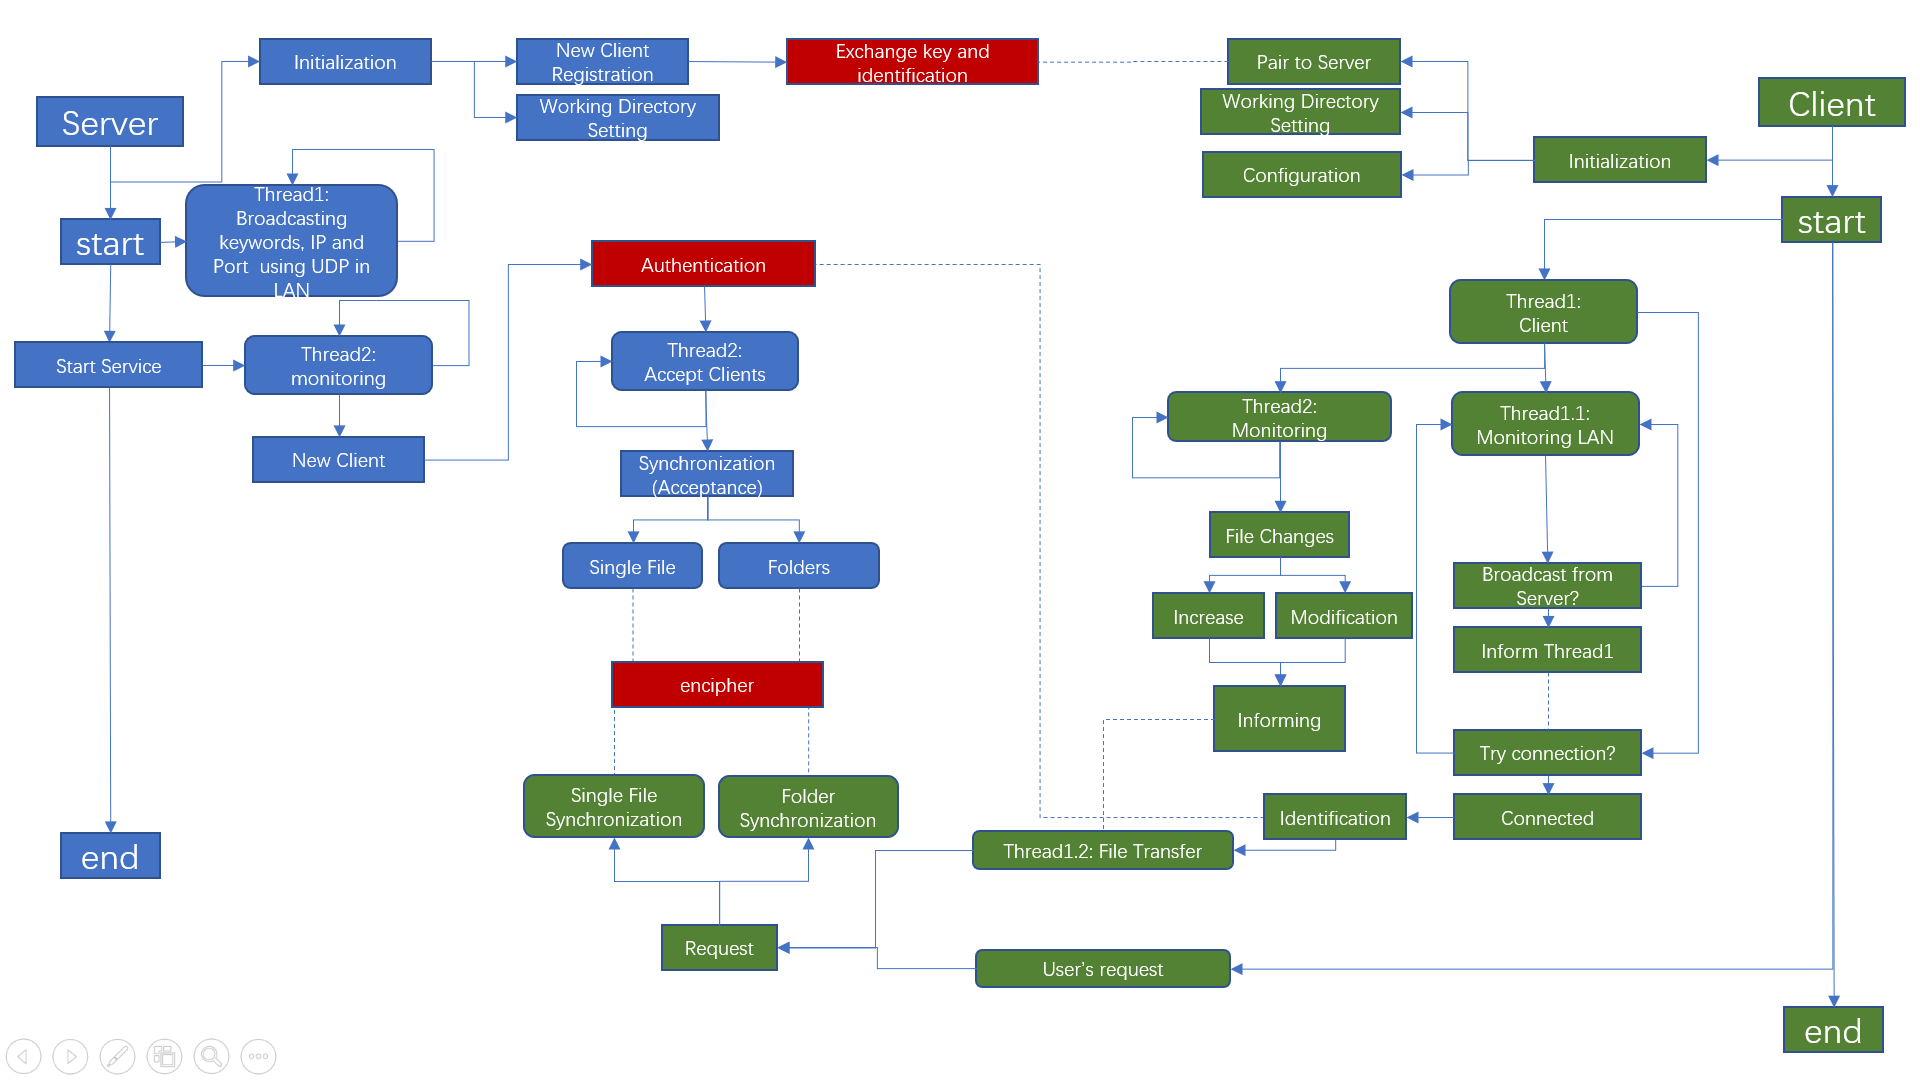 Server
Initialization
New Client
Registration
Working Directory
Setting
Exchange key and
identification
start
Thread1:
Broadcasting
keywords, IP and
Port using UDP in
LAN
Start Service
Thread2:
monitoring
New Client
end
Authentication
Thread2:
Accept Clients
Synchronization
(Acceptance)
Single File
Folders
encipher
Single File
Synchronization
Folder
Synchronization
Request
Pair to Server
Working Directory
Setting
Configuration
Initialization
Client
start
Thread1:
Client
Thread2:
Monitoring
Thread1.1:
Monitoring LAN
File Changes
Increase
Modification
Informing
Broadcast from
Server?
Inform Thread1
Try connection?
Connected
Identification
Thread1.2: File Transfer
User’s request
end